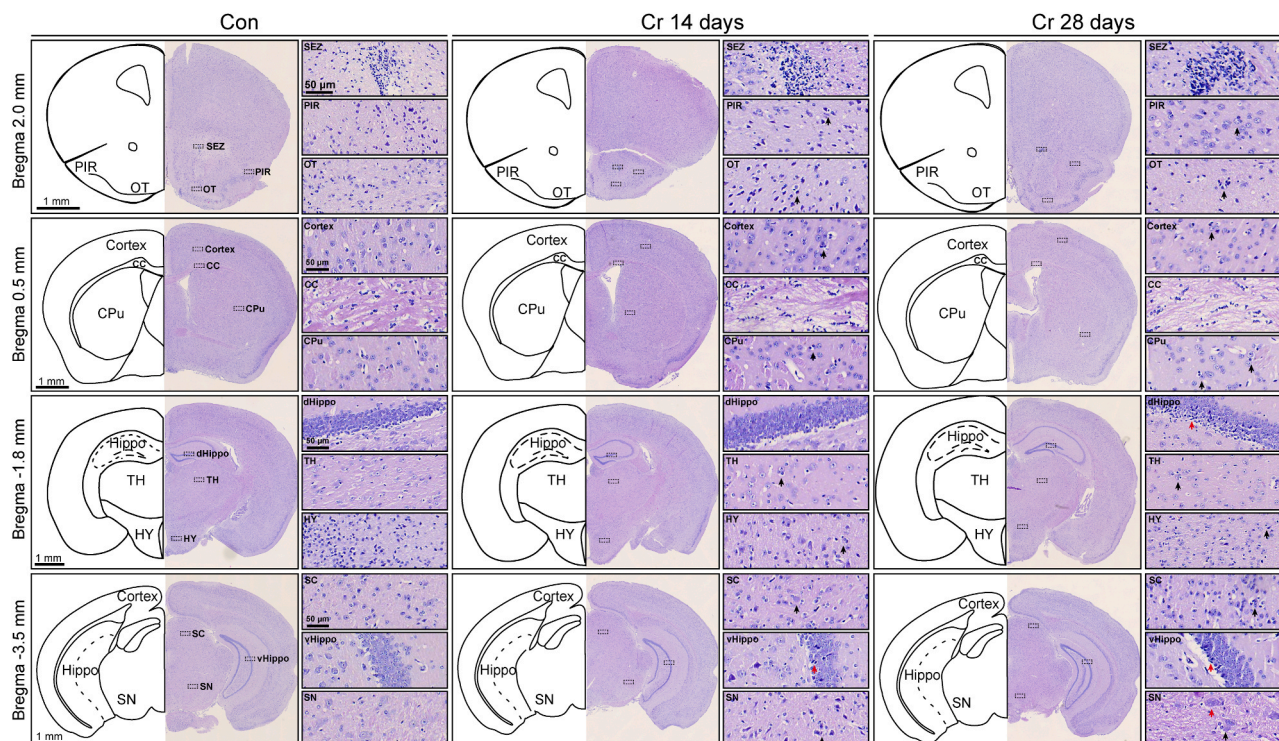 Con
Cr 14 days
Cr 28 days
Bregma 2.0 mm
PIR
OT
1 mm
SEZ
PIR
OT
SEZ
50 µm
PIR
OT
PIR
OT
SEZ
PIR
OT
PIR
OT
SEZ
PIR
OT
Bregma 0.5 mm
Cortex
CC
CPu
1 mm
Cortex
CC
CPu
Cortex
50 µm
CC
CPu
Cortex
CC
CPu
Cortex
CC
CPu
Cortex
CC
CPu
Cortex
CC
CPu
Bregma -1.8 mm
Hippo
TH
HY
1 mm
dHippo
TH
HY
dHippo
50 µm
TH
HY
Hippo
TH
HY
dHippo
TH
HY
Hippo
TH
HY
dHippo
TH
HY
Bregma -3.5 mm
Cortex
Hippo
SN
1 mm
SC
vHippo
SN
SC
50 µm
vHippo
SN
Cortex
Hippo
SN
SC
vHippo
SN
Cortex
Hippo
SN
SC
vHippo
SN